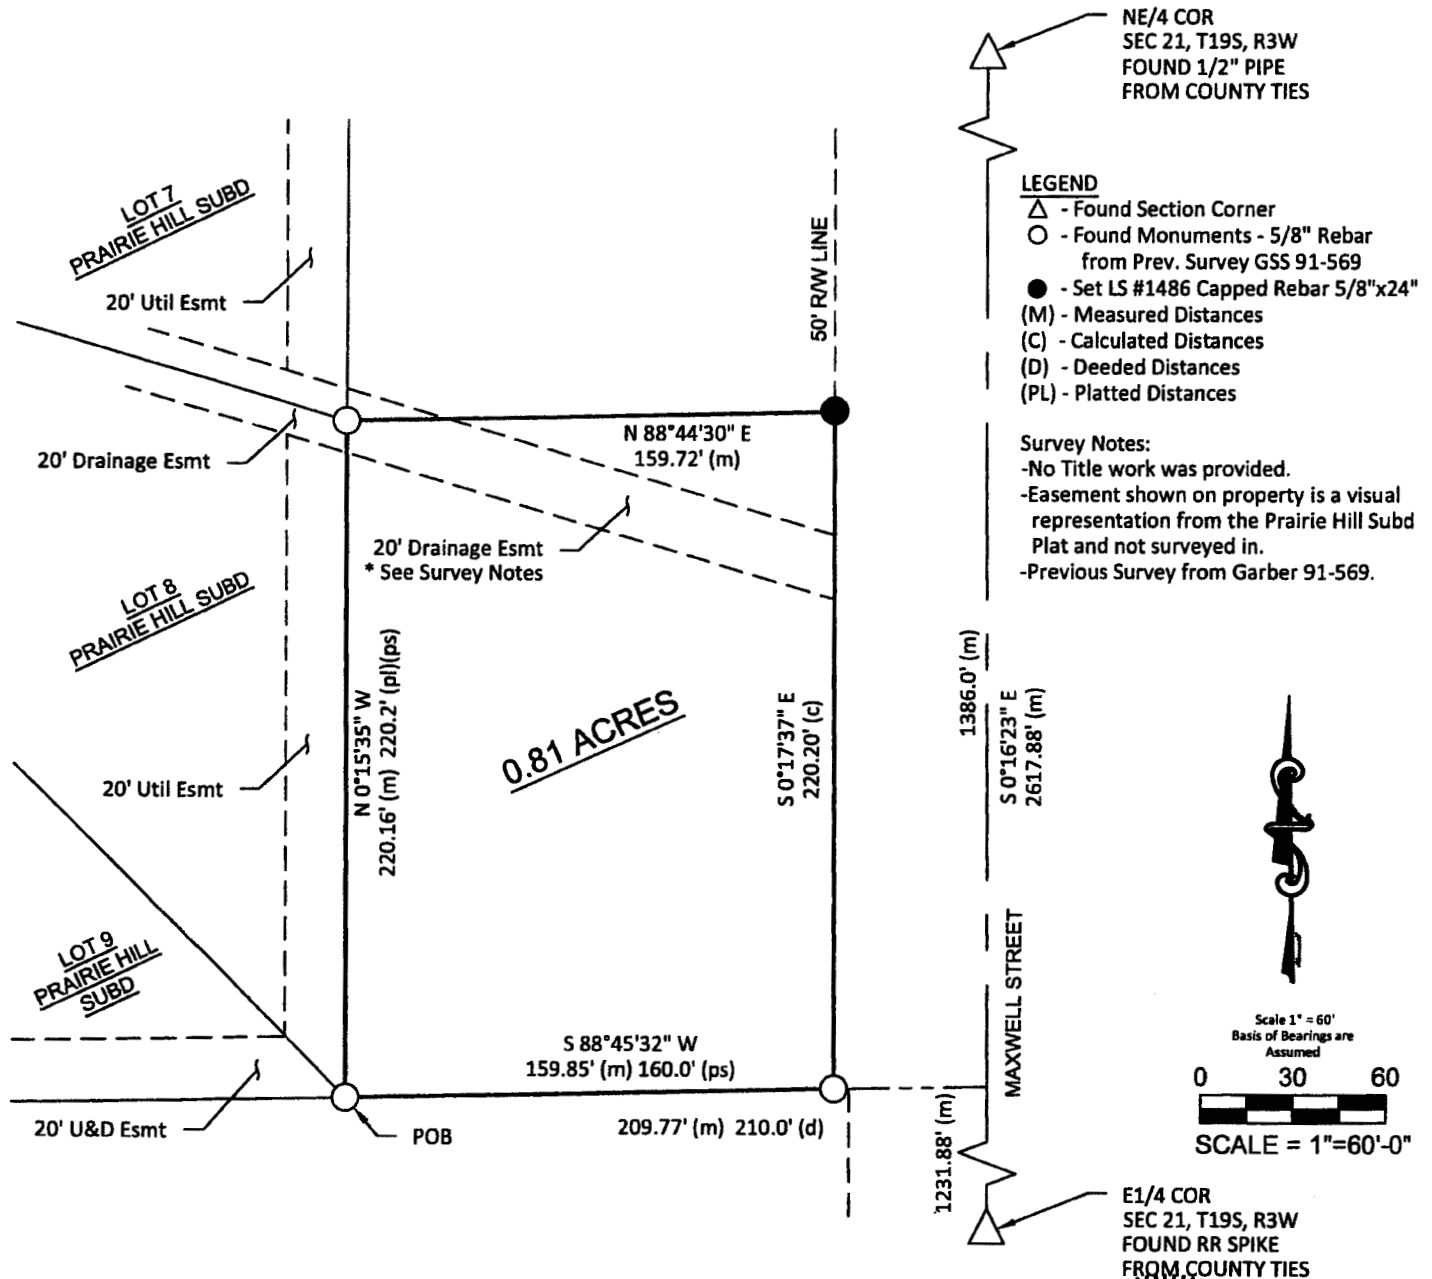 NE/4 COR
SEC 21, T19S, R3W
FOUND 1/2" PIPE
FROM COUNTY TIES
LEGEND
- Found Section Corner
- Found Monuments - 5/8" Rebar
from Prev. Survey GSS 91-569
- Set LS #1486 Capped Rebar 5/8"x24"
(M) - Measured Distances
(C) - Calculated Distances
(D) - Deeded Distances
(PL) - Platted Distances
Survey Notes:
-No Title work was provided.
-Easement shown on property is a visual
representation from the Prairie Hill Subd
Plat and not surveyed in.
-Previous Survey from Garber 91-569.
LOT 7
PRAIRIE HILL SUBD
20' Util Esmt
50' R/W LINE
20' Drainage Esmt
N 88°44'30" E
159.72' (m)
20' Drainage Esmt
* See Survey Notes
LOT 8
PRAIRIE HILL SUBD
N 0°15'35" W
220.16' (m) 220.2' (pl)(ps)
0.81 ACRES
S 0°17'37" E
220.20' (c)
1386.0' (m)
S 0°16'23" E
2617.88' (m)
20' Util Esmt
LOT 9
PRAIRIE HILL
SUBD
MAXWELL STREET
S 88°45'32" W
159.85' (m) 160.0' (ps)
20' U&D Esmt
POB
209.77' (m) 210.0' (d)
1231.88' (m)
Scale 1" = 60'
Basis of Bearings are
Assumed
0 30 60
SCALE = 1"=60'-0"
E1/4 COR
SEC 21, T19S, R3W
FOUND RR SPIKE
FROM COUNTY TIES